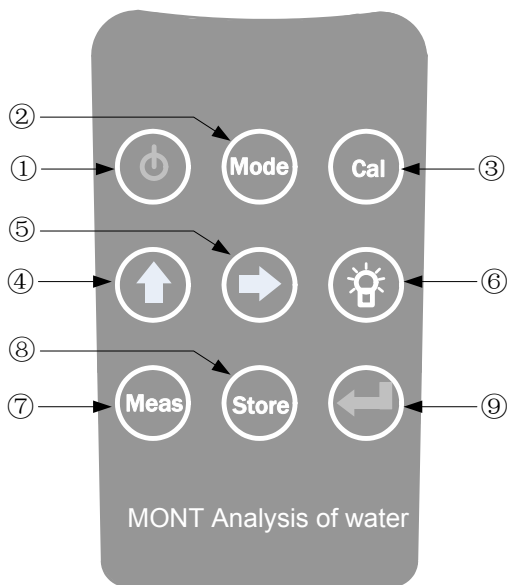 ②
① Mode Cal ③
⑤
④ ⑥
⑧
⑦ Meas Store ⑨
MONT Analysis of water